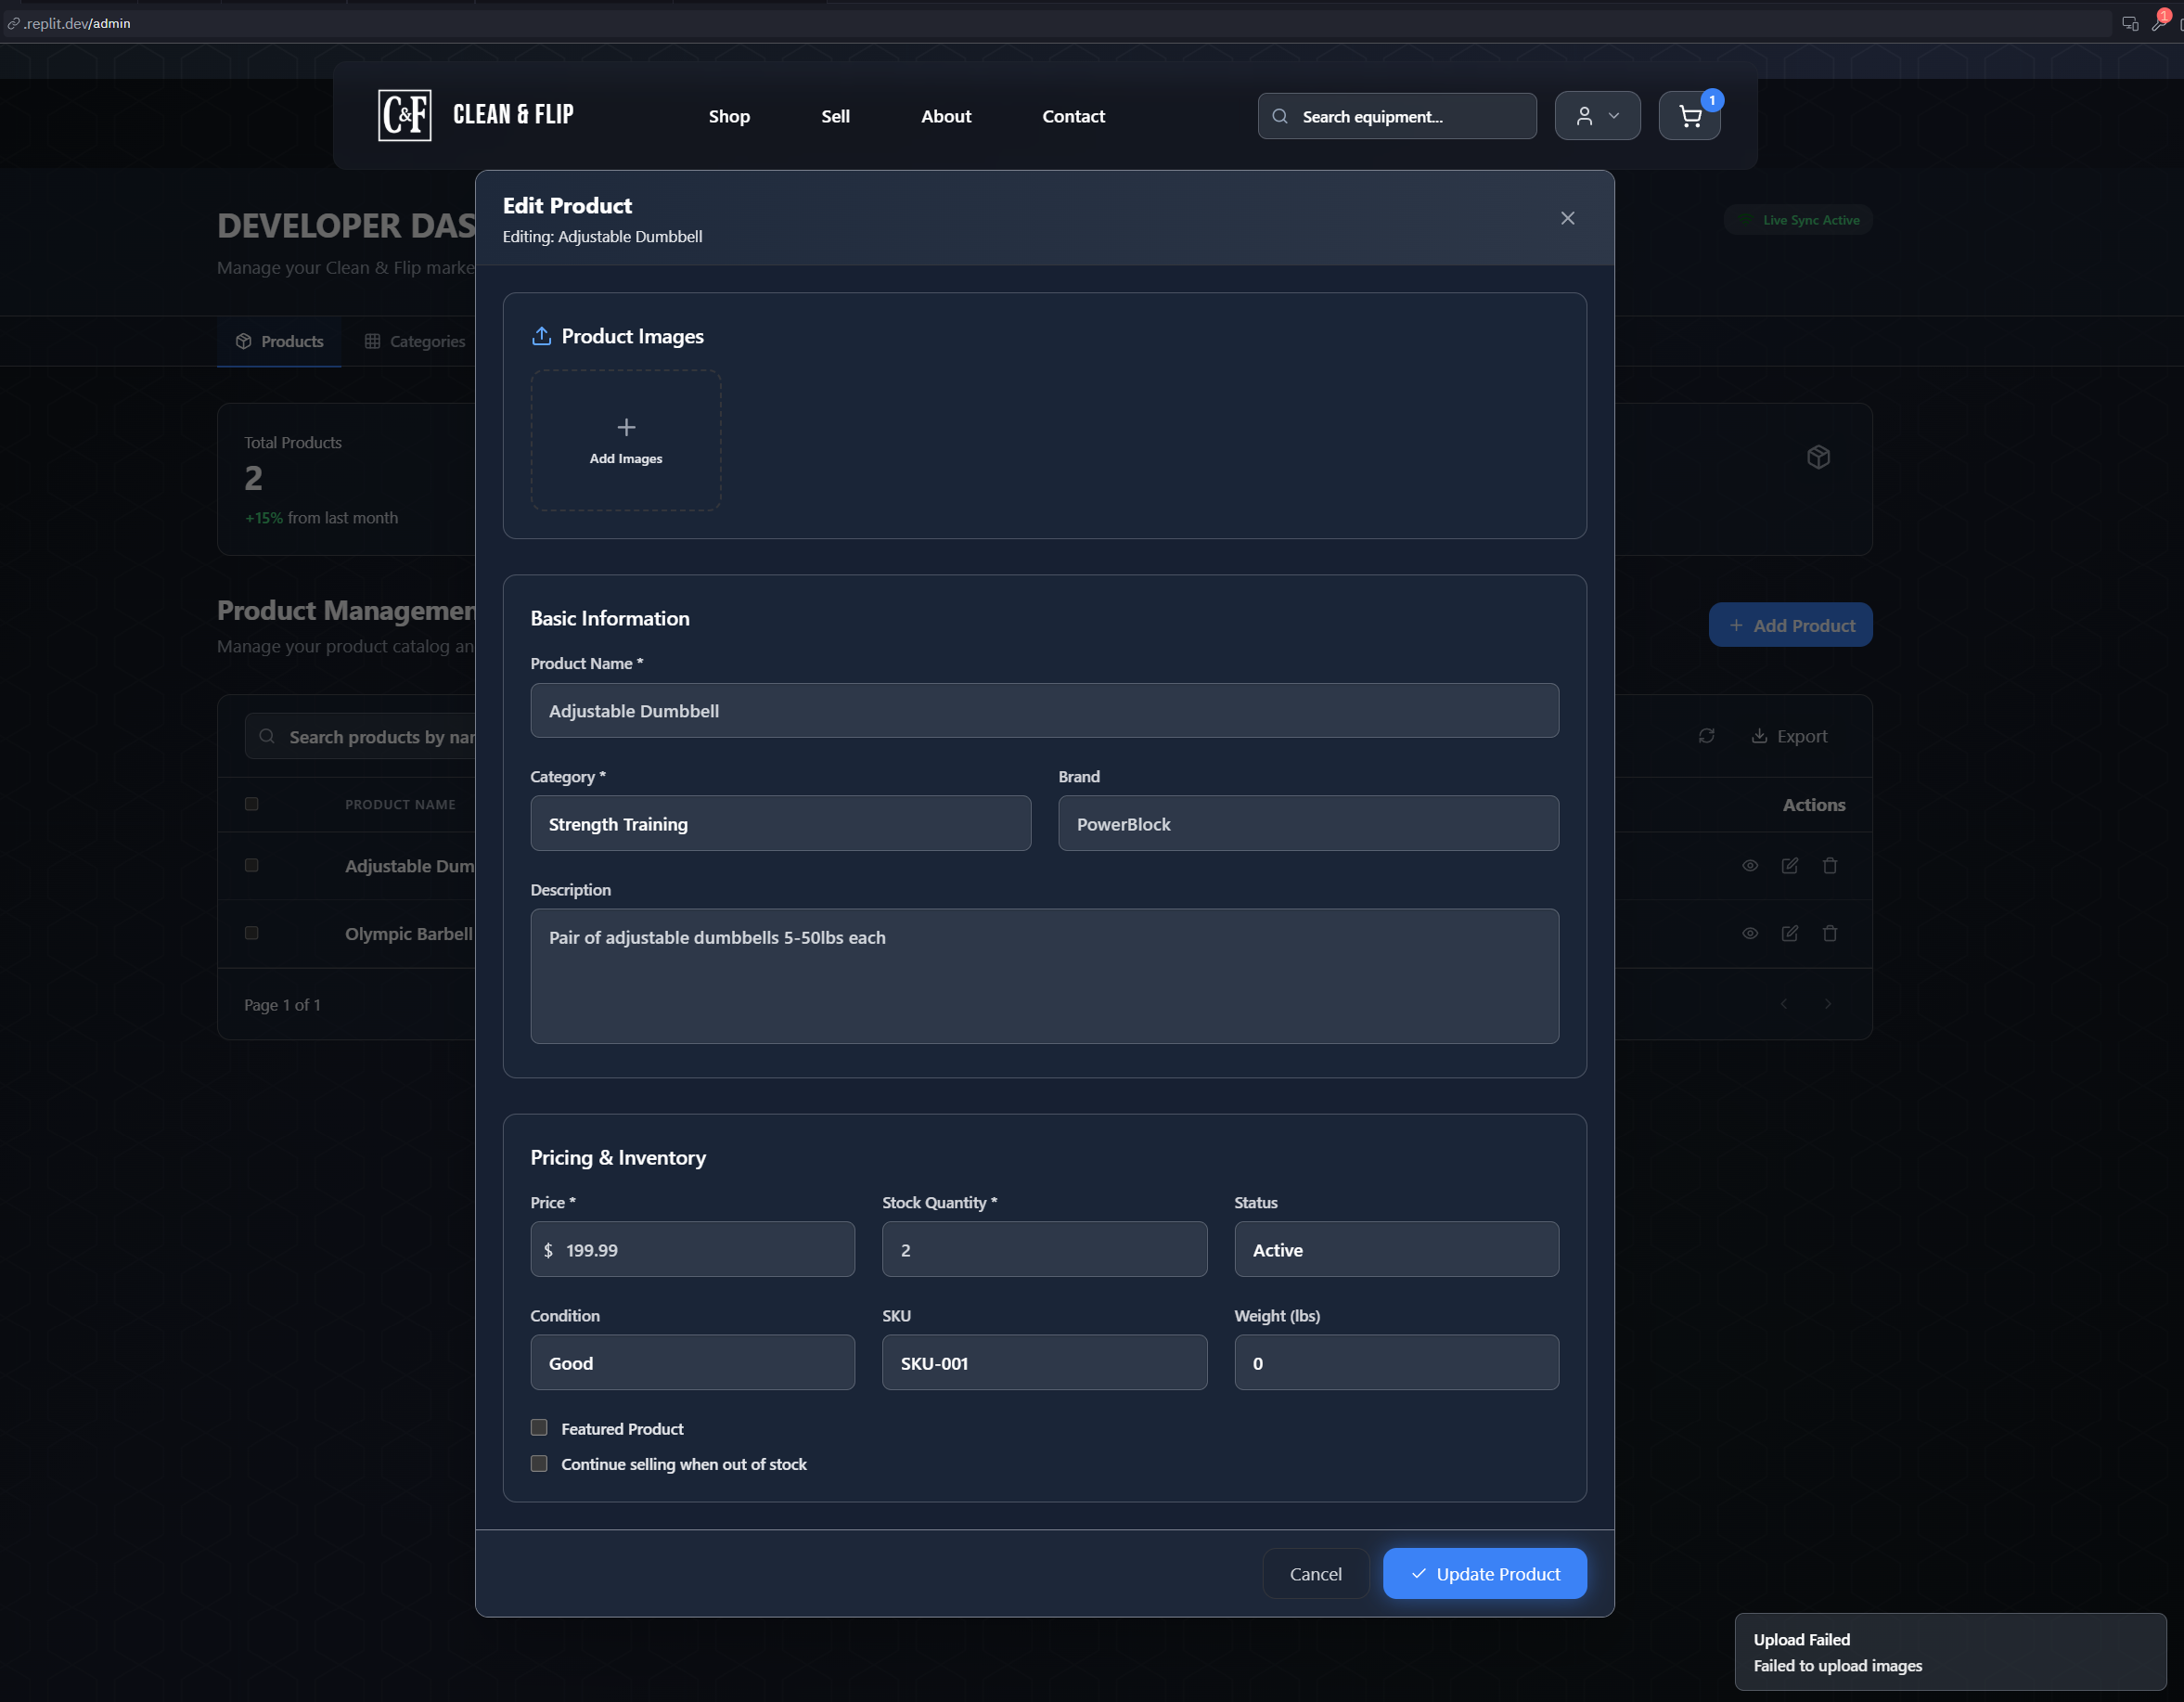 .replit.dev/admin
1
C&F
CLEAN & FLIP
Shop
Sell
About
Contact
Search equipment...
1
DEVELOPER DAS
Manage your Clean & Flip marke
Live Sync Active
Products
Categories
Total Products
2
+15% from last month
Product Managemen
Manage your product catalog an
Add Product
Search products by nar
Export
PRODUCT NAME
Actions
Adjustable Dum
Olympic Barbell
Page 1 of 1
Edit Product
Editing: Adjustable Dumbbell
Product Images
Add Images
Basic Information
Product Name *
Adjustable Dumbbell
Category *
Brand
Strength Training
PowerBlock
Description
Pair of adjustable dumbbells 5-50lbs each
Pricing & Inventory
Price *
Stock Quantity *
Status
$ 199.99
2
Active
Condition
SKU
Weight (lbs)
Good
SKU-001
0
Featured Product
Continue selling when out of stock
Cancel
Update Product
Upload Failed
Failed to upload images